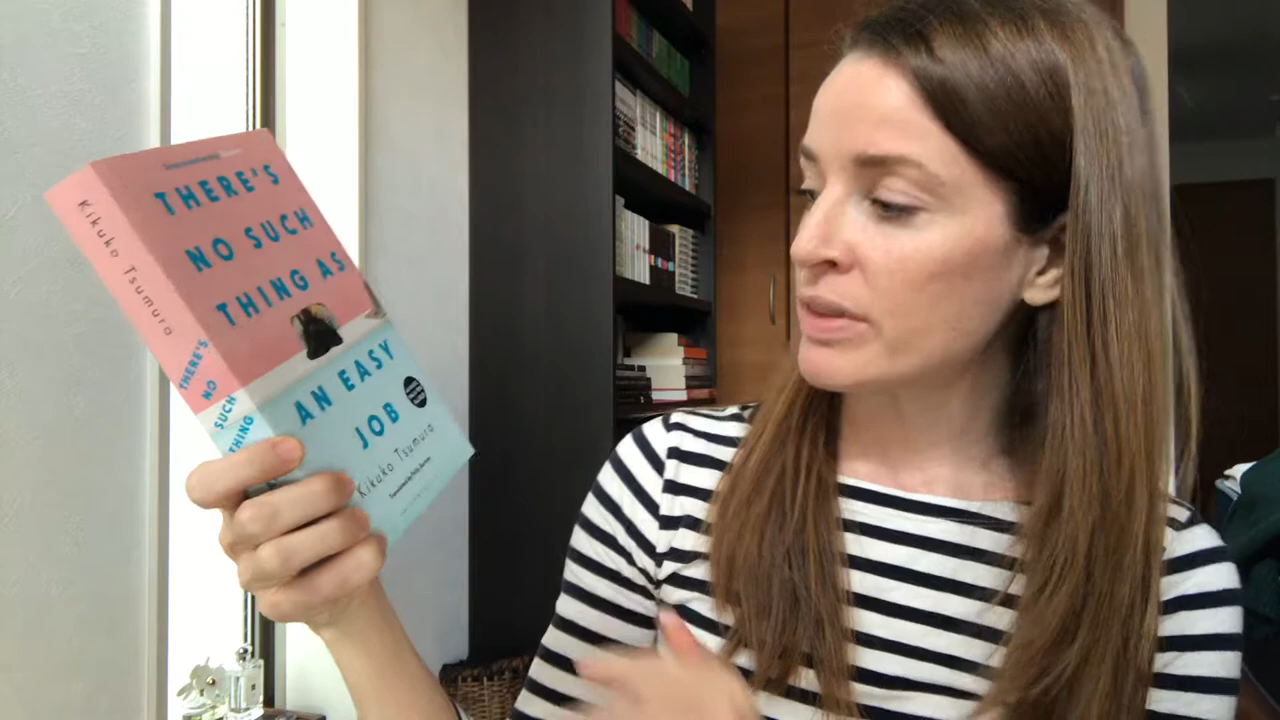 THERE'S
NO SUCH
THING AS
AN EASY
JOB
Kikuko Tsumura
Kikuko Tsumura
THERE'S
NO
SUCH
THING